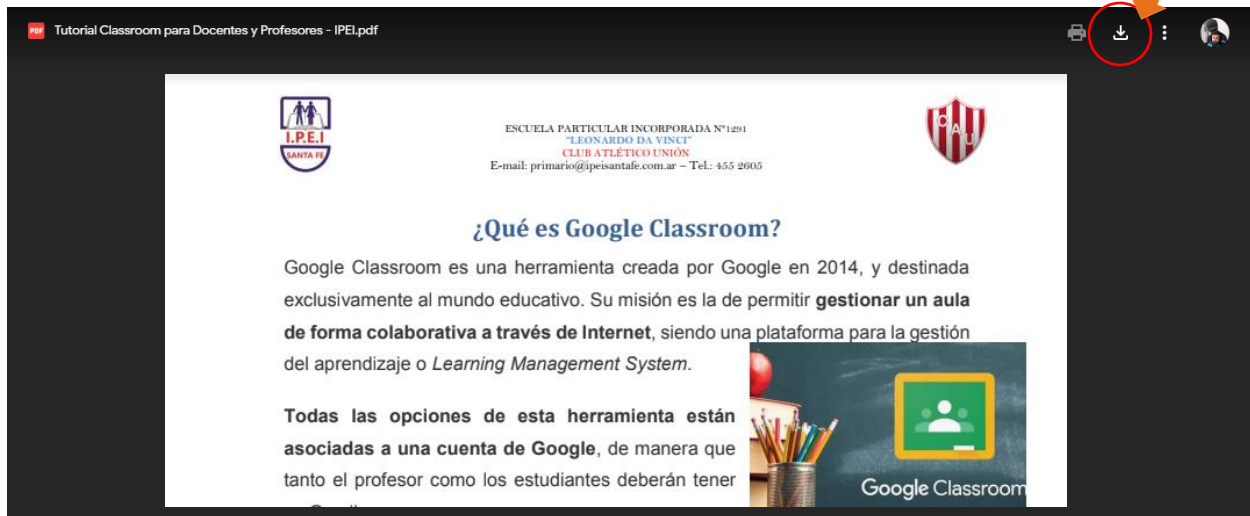 PDF Tutorial Classroom para Docentes y Profesores - IPEI.pdf
I.P.E.I
SANTA FE
ESCUELA PARTICULAR INCORPORADA N°1291
"LEONARDO DA VINCI"
CLUB ATLÉTICO UNIÓN
E-mail: primario@ipeisantafe.com.ar – Tel.: 455 2605
CAU
¿Qué es Google Classroom?
Google Classroom es una herramienta creada por Google en 2014, y destinada
exclusivamente al mundo educativo. Su misión es la de permitir gestionar un aula
de forma colaborativa a través de Internet, siendo una plataforma para la gestión
del aprendizaje o Learning Management System.
Todas las opciones de esta herramienta están
asociadas a una cuenta de Google, de manera que
tanto el profesor como los estudiantes deberán tener
Google Classroom